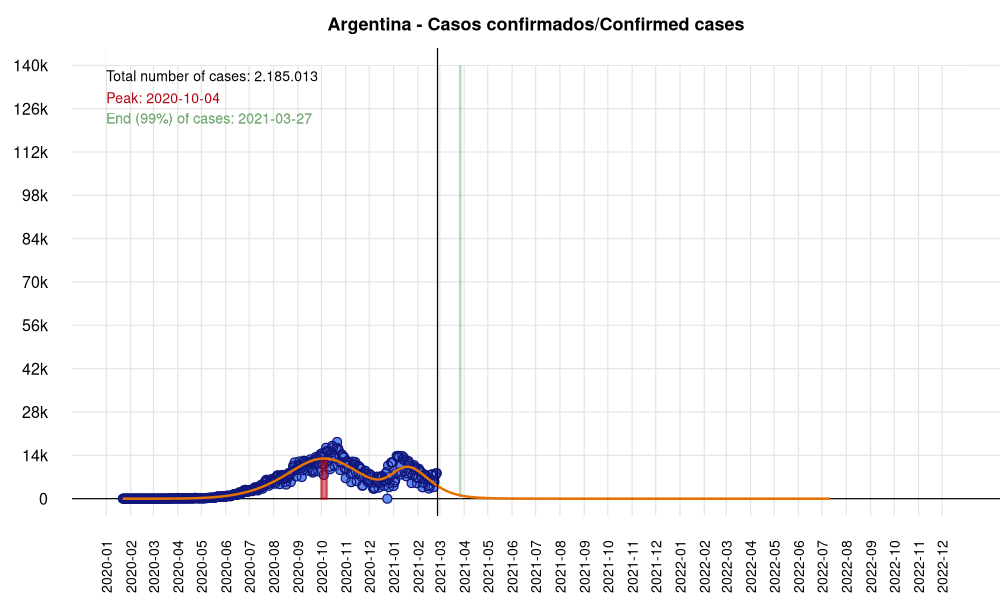 Argentina - Casos confirmados/Confirmed cases
Total number of cases: 2.185.013
Peak: 2020-10-04
End (99%) of cases: 2021-03-27
140k
126k
112k
98k
84k
70k
56k
42k
28k
14k
0
2020-01
2020-02
2020-03
2020-04
2020-05
2020-06
2020-07
2020-08
2020-09
2020-10
2020-11
2020-12
2021-01
2021-02
2021-03
2021-04
2021-05
2021-06
2021-07
2021-08
2021-09
2021-10
2021-11
2021-12
2022-01
2022-02
2022-03
2022-04
2022-05
2022-06
2022-07
2022-08
2022-09
2022-10
2022-11
2022-12